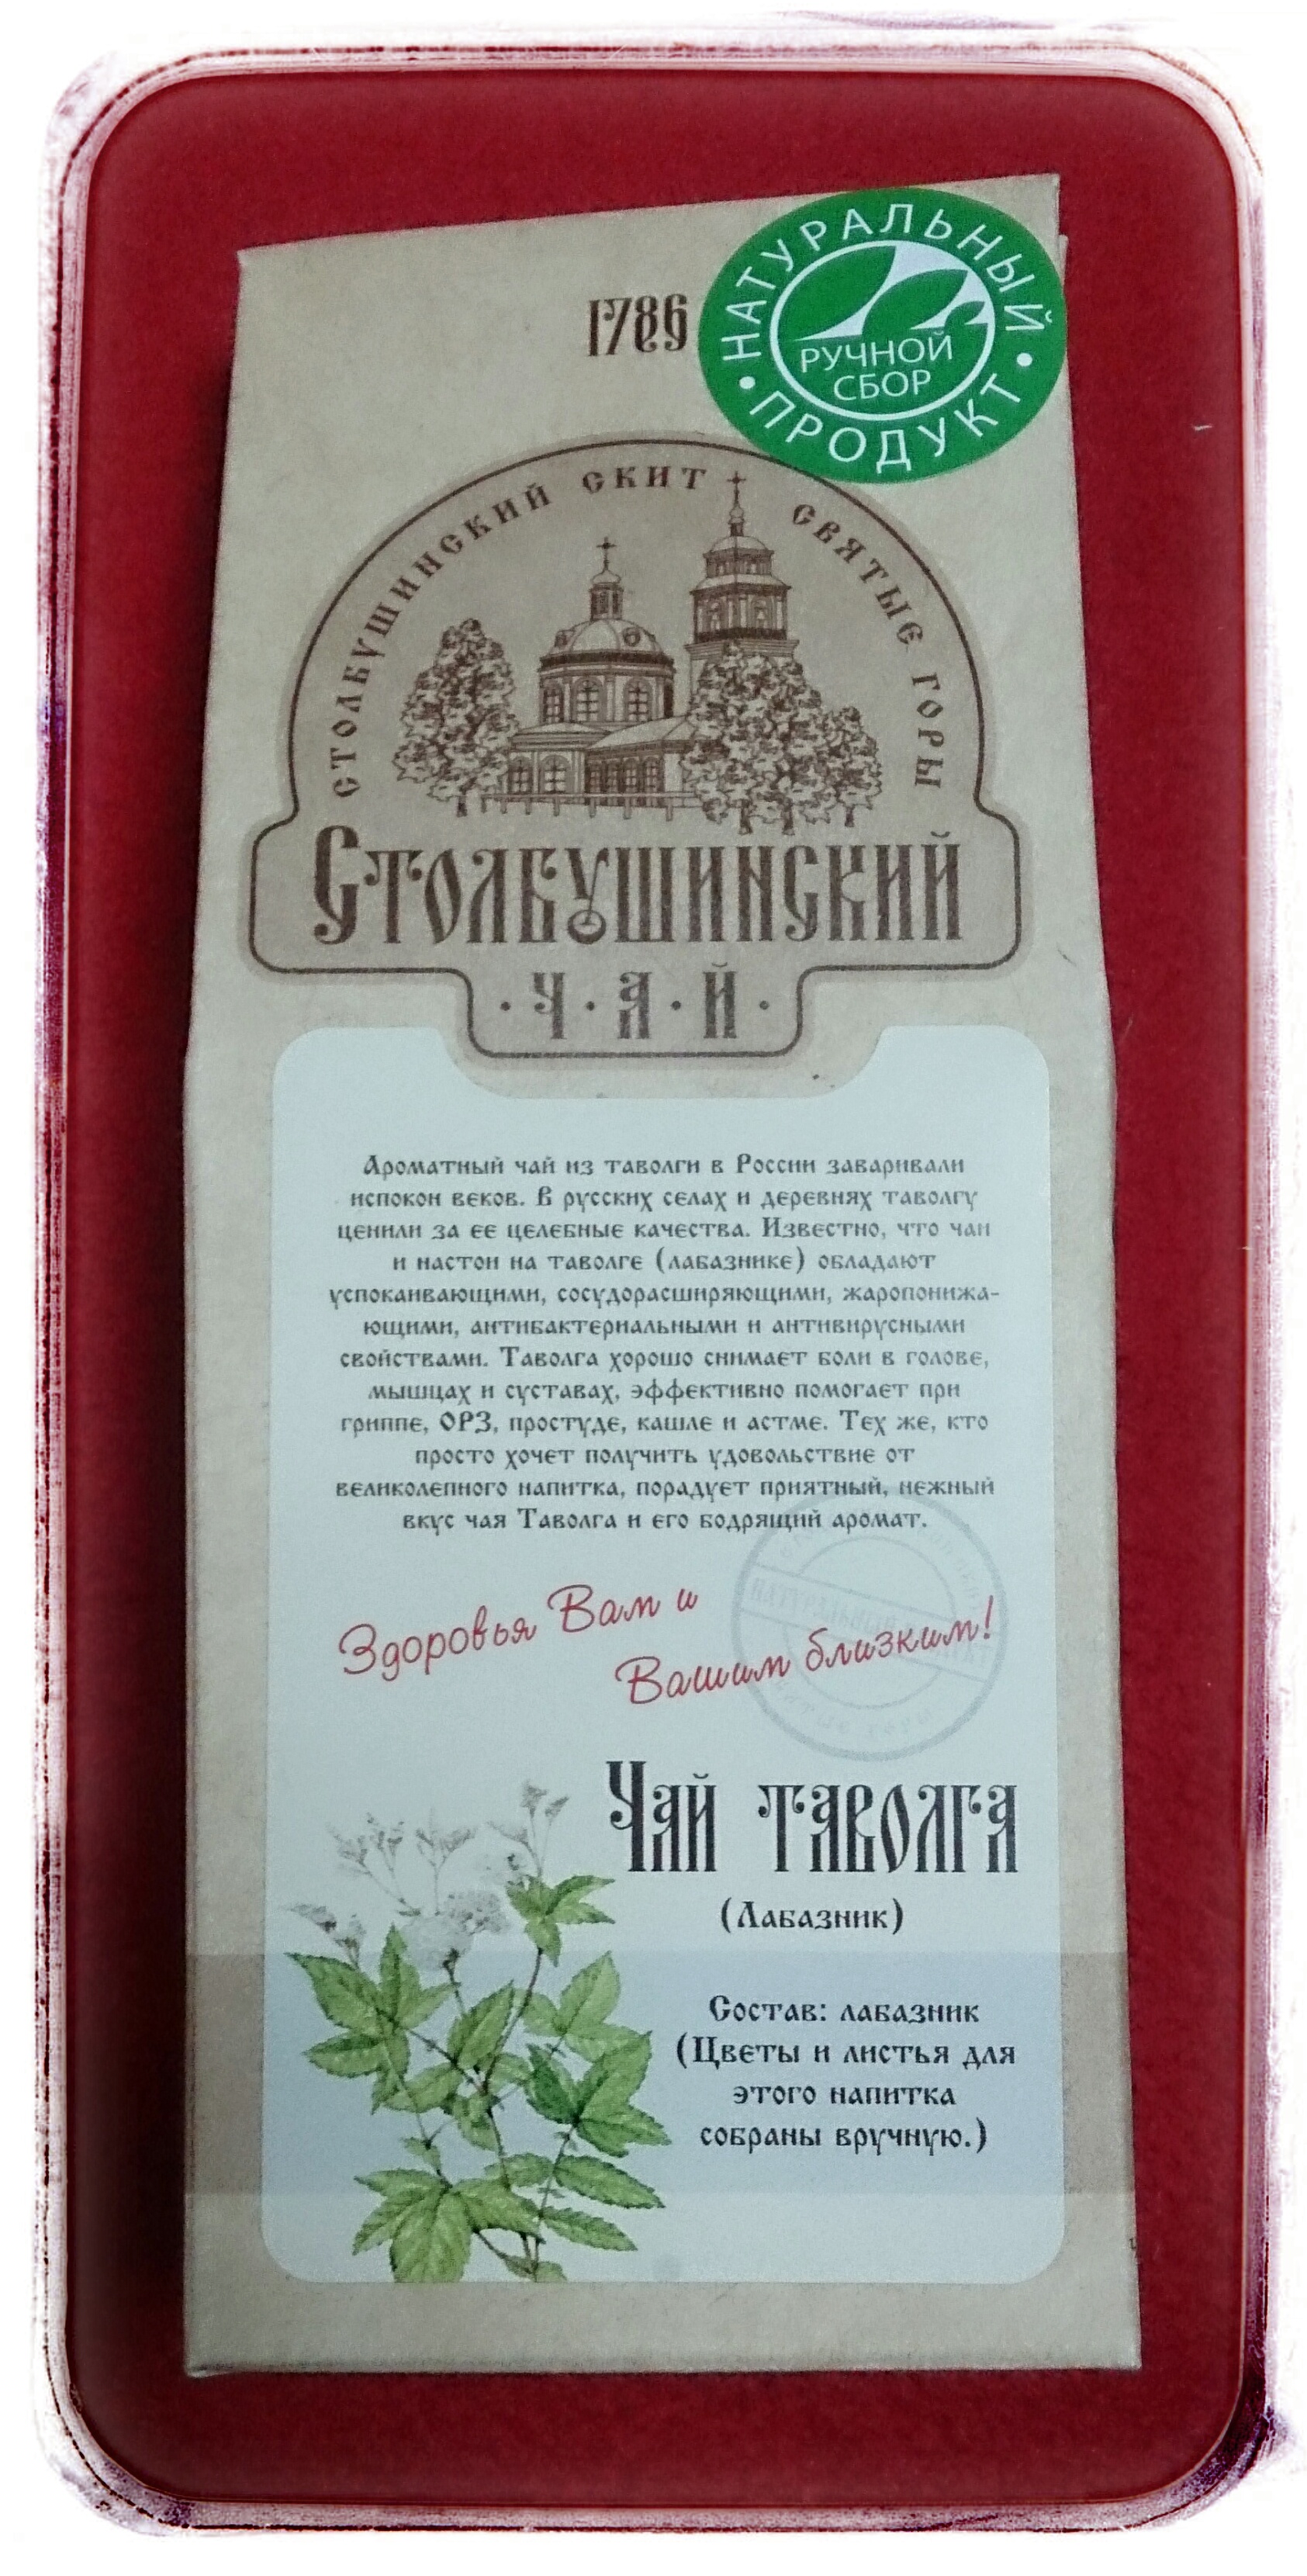 1786
НАТУРАЛЬНЫЙ
РУЧНОЙ
СБОР
• ПРОДУКТ •
СТОЛБУШИНСКИЙ СКИТ СВЯТЫЕ ГОРЫ
СТОЛБУШИНСКИЙ
· Ч · А · Й ·
Ароматный чай из таволги в России заваривали
испокон веков. В русских селах и деревнях таволгу
ценили за ее целебные качества. Известно, что чаи
и настои на таволге (лабазнике) обладают
успокаивающими, сосудорасширяющими, жаропонижа-
ющими, антибактериальными и антивирусными
свойствами. Таволга хорошо снимает боли в голове,
мышцах и суставах, эффективно помогает при
гриппе, ОРЗ, простуде, кашле и астме. Тех же, кто
просто хочет получить удовольствие от
великолепного напитка, порадует приятный, нежный
вкус чая Таволга и его бодрящий аромат.
Здоровья Вам и
Вашим близким!
Чай таволга
(Лабазник)
Состав: лабазник
(Цветы и листья для
этого напитка
собраны вручную.)